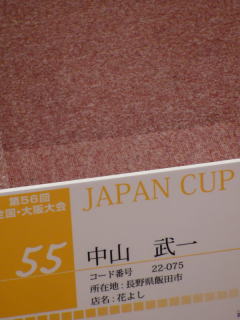 第56回
全国・大阪大会
JAPAN CUP
55
中山 武一
コード番号 22-075
所在地:長野県飯田市
店名:花よし